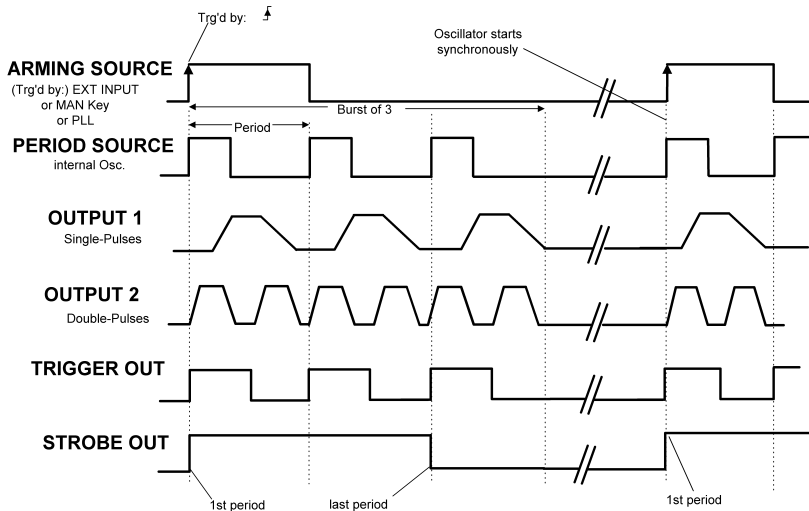 Trg'd by:
Oscillator starts
synchronously
ARMING SOURCE
(Trg'd by:) EXT INPUT
or MAN Key
or PLL
Burst of 3
Period
PERIOD SOURCE
internal Osc.
OUTPUT 1
Single-Pulses
OUTPUT 2
Double-Pulses
TRIGGER OUT
STROBE OUT
1st period
last period
1st period